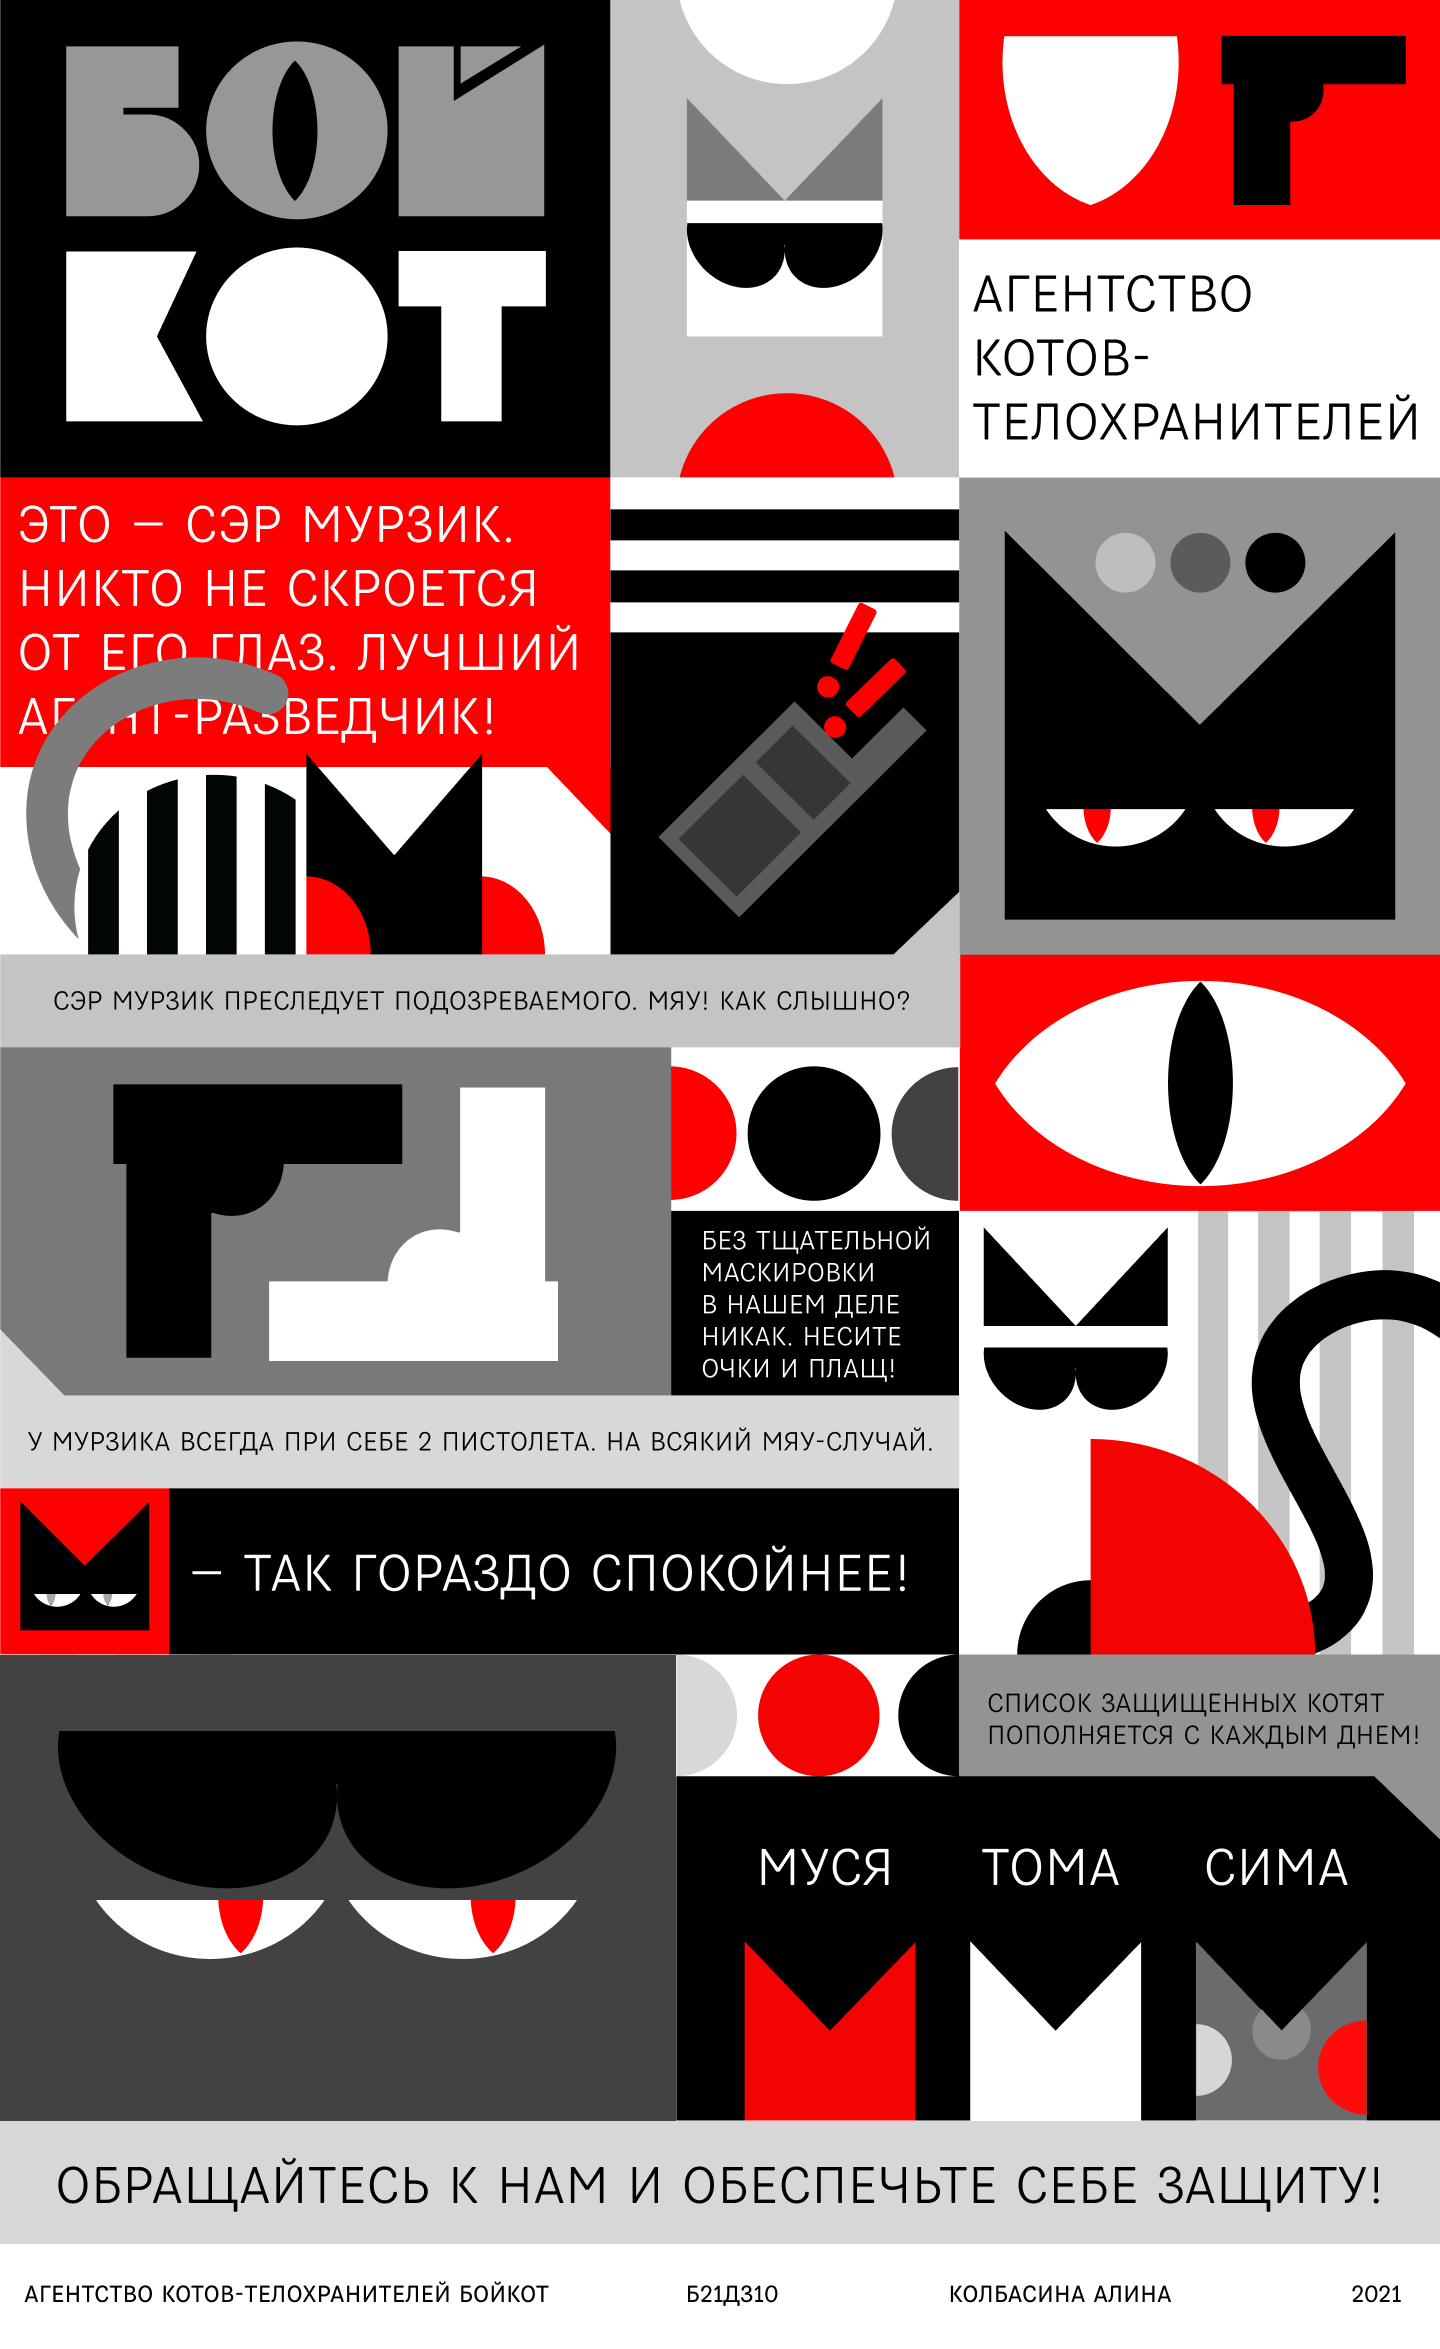 БОЙ
КОТ
АГЕНТСТВО
КОТОВ-
ТЕЛОХРАНИТЕЛЕЙ
ЭТО — СЭР МУРЗИК.
НИКТО НЕ СКРОЕТСЯ
ОТ ЕГО ГЛАЗ. ЛУЧШИЙ
АГЕНТ-РАЗВЕДЧИК!
СЭР МУРЗИК ПРЕСЛЕДУЕТ ПОДОЗРЕВАЕМОГО. МЯУ! КАК СЛЫШНО?
БЕЗ ТЩАТЕЛЬНОЙ
МАСКИРОВКИ
В НАШЕМ ДЕЛЕ
НИКАК. НЕСИТЕ
ОЧКИ И ПЛАЩ!
У МУРЗИКА ВСЕГДА ПРИ СЕБЕ 2 ПИСТОЛЕТА. НА ВСЯКИЙ МЯУ-СЛУЧАЙ.
— ТАК ГОРАЗДО СПОКОЙНЕЕ!
СПИСОК ЗАЩИЩЕННЫХ КОТЯТ
ПОПОЛНЯЕТСЯ С КАЖДЫМ ДНЕМ!
МУСЯ ТОМА СИМА
ОБРАЩАЙТЕСЬ К НАМ И ОБЕСПЕЧЬТЕ СЕБЕ ЗАЩИТУ!
АГЕНТСТВО КОТОВ-ТЕЛОХРАНИТЕЛЕЙ БОЙКОТ Б21Д310 КОЛБАСИНА АЛИНА 2021